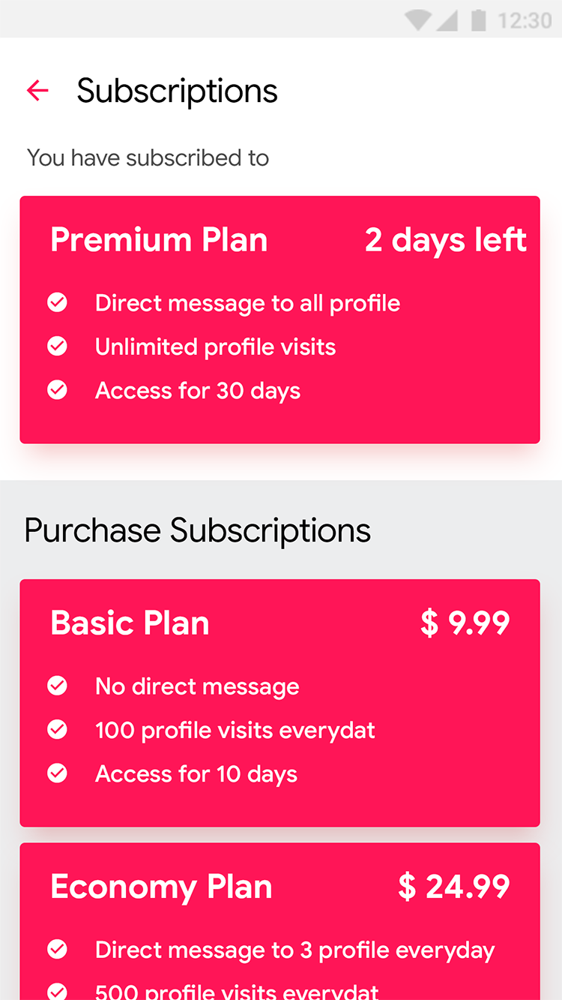 12:30
Subscriptions
You have subscribed to
Premium Plan 2 days left
Direct message to all profile
Unlimited profile visits
Access for 30 days
Purchase Subscriptions
Basic Plan $ 9.99
No direct message
100 profile visits everydat
Access for 10 days
Economy Plan $ 24.99
Direct message to 3 profile everyday
500 profile visits everydat